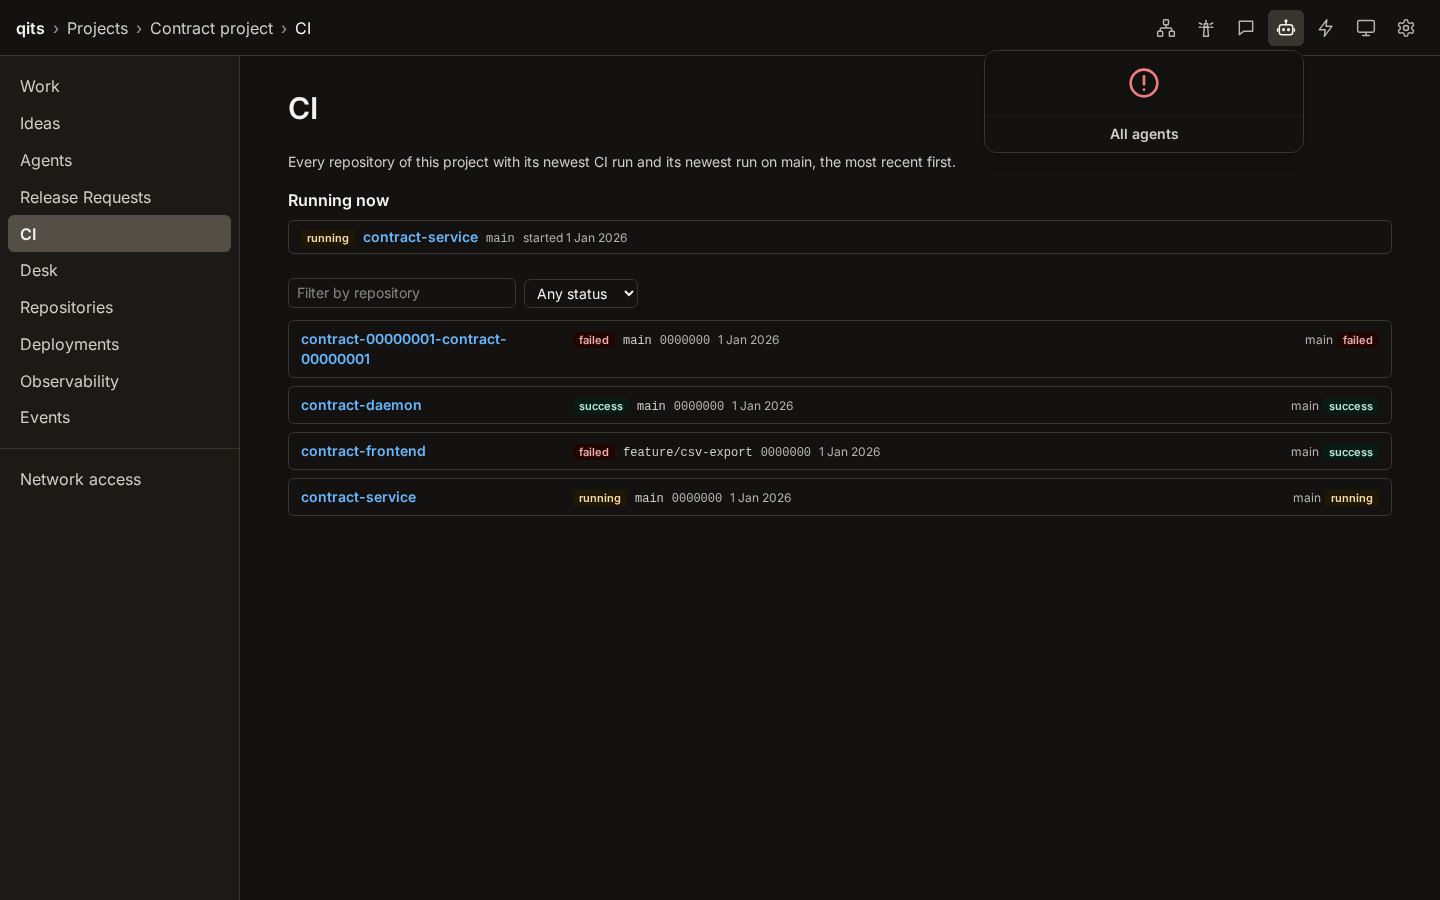 qits › Projects › Contract project › CI
Work
Ideas
Agents
Release Requests
CI
Desk
Repositories
Deployments
Observability
Events
Network access
All agents
CI
Every repository of this project with its newest CI run and its newest run on main, the most recent first.
Running now
running contract-service main started 1 Jan 2026
Filter by repository Any status
contract-00000001-contract-
00000001 failed main 0000000 1 Jan 2026 main failed
contract-daemon success main 0000000 1 Jan 2026 main success
contract-frontend failed feature/csv-export 0000000 1 Jan 2026 main success
contract-service running main 0000000 1 Jan 2026 main running